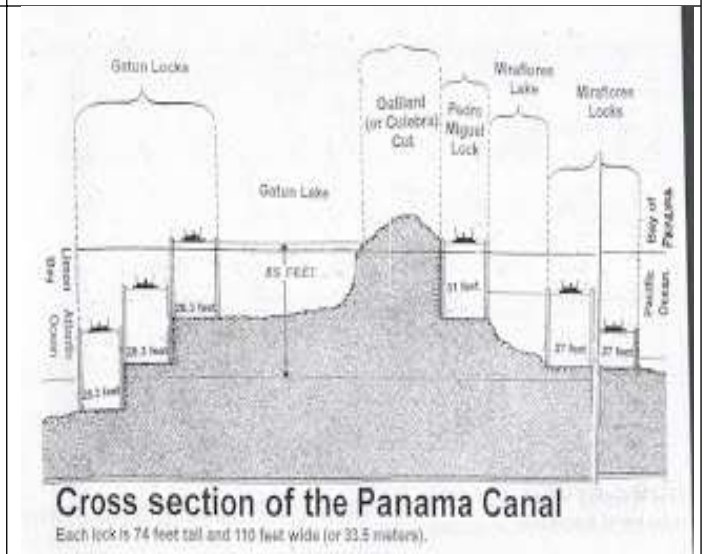 Gatun Locks
Gaillard
(or Culebra)
Cut
Pedro
Miguel
Lock
Miraflores
Lake
Miraflores
Locks
Gatun Lake
Limon
Bay
Atlantic
Ocean
Bay of
Panama
Pacific
Ocean
85 FEET
28.3 feet
28.3 feet
28.3 feet
31 feet
27 feet
27 feet
Cross section of the Panama Canal
Each lock is 74 feet tall and 110 feet wide (or 33.5 meters).